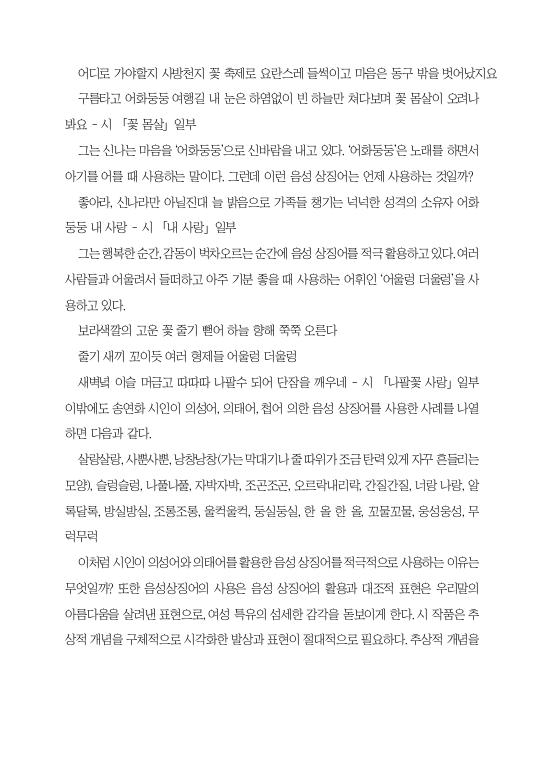 어디로 가야할지 사방천지 꽃 축제로 요란스레 들썩이고 마음은 동구 밖을 벗어났지요
구름타고 어화둥둥 여행길 내 눈은 하염없이 빈 하늘만 쳐다보며 꽃 몸살이 오려나
봐요 - 시 「꽃 몸살」일부
그는 신나는 마음을 ‘어화둥둥’으로 신바람을 내고 있다. ‘어화둥둥’은 노래를 하면서
아기를 어를 때 사용하는 말이다. 그런데 이런 음성 상징어는 언제 사용하는 것일까?
좋아라, 신나라만 아닐진대 늘 밝음으로 가족들 챙기는 넉넉한 성격의 소유자 어화
둥둥 내 사랑 - 시 「내 사랑」일부
그는 행복한 순간, 감동이 벅차오르는 순간에 음성 상징어를 적극 활용하고 있다. 여러
사람들과 어울려서 들떠하고 아주 기분 좋을 때 사용하는 어휘인 ‘어울렁 더울렁’을 사
용하고 있다.
보라색깔의 고운 꽃 줄기 뻗어 하늘 향해 쭉쭉 오른다
줄기 새끼 꼬이듯 여러 형제들 어울렁 더울렁
새벽녘 이슬 머금고 따따따 나팔수 되어 단잠을 깨우네 - 시 「나팔꽃 사랑」일부
이밖에도 송연화 시인이 의성어, 의태어, 첩어 의한 음성 상징어를 사용한 사례를 나열
하면 다음과 같다.
살랑살랑, 사뿐사뿐, 낭창낭창(가는 막대기나 줄 따위가 조금 탄력 있게 자꾸 흔들리는
모양), 슬렁슬렁, 나풀나풀, 자박자박, 조곤조곤, 오르락내리락, 간질간질, 너랑 나랑, 알
록달록, 방실방실, 조롱조롱, 울컥울컥, 둥실둥실, 한 올 한 올, 꼬물꼬물, 웅성웅성, 무
럭무럭
이처럼 시인이 의성어와 의태어를 활용한 음성 상징어를 적극적으로 사용하는 이유는
무엇일까? 또한 음성상징어의 사용은 음성 상징어의 활용과 대조적 표현은 우리말의
아름다움을 살려낸 표현으로, 여성 특유의 섬세한 감각을 돋보이게 한다. 시 작품은 추
상적 개념을 구체적으로 시각화한 발상과 표현이 절대적으로 필요하다. 추상적 개념을